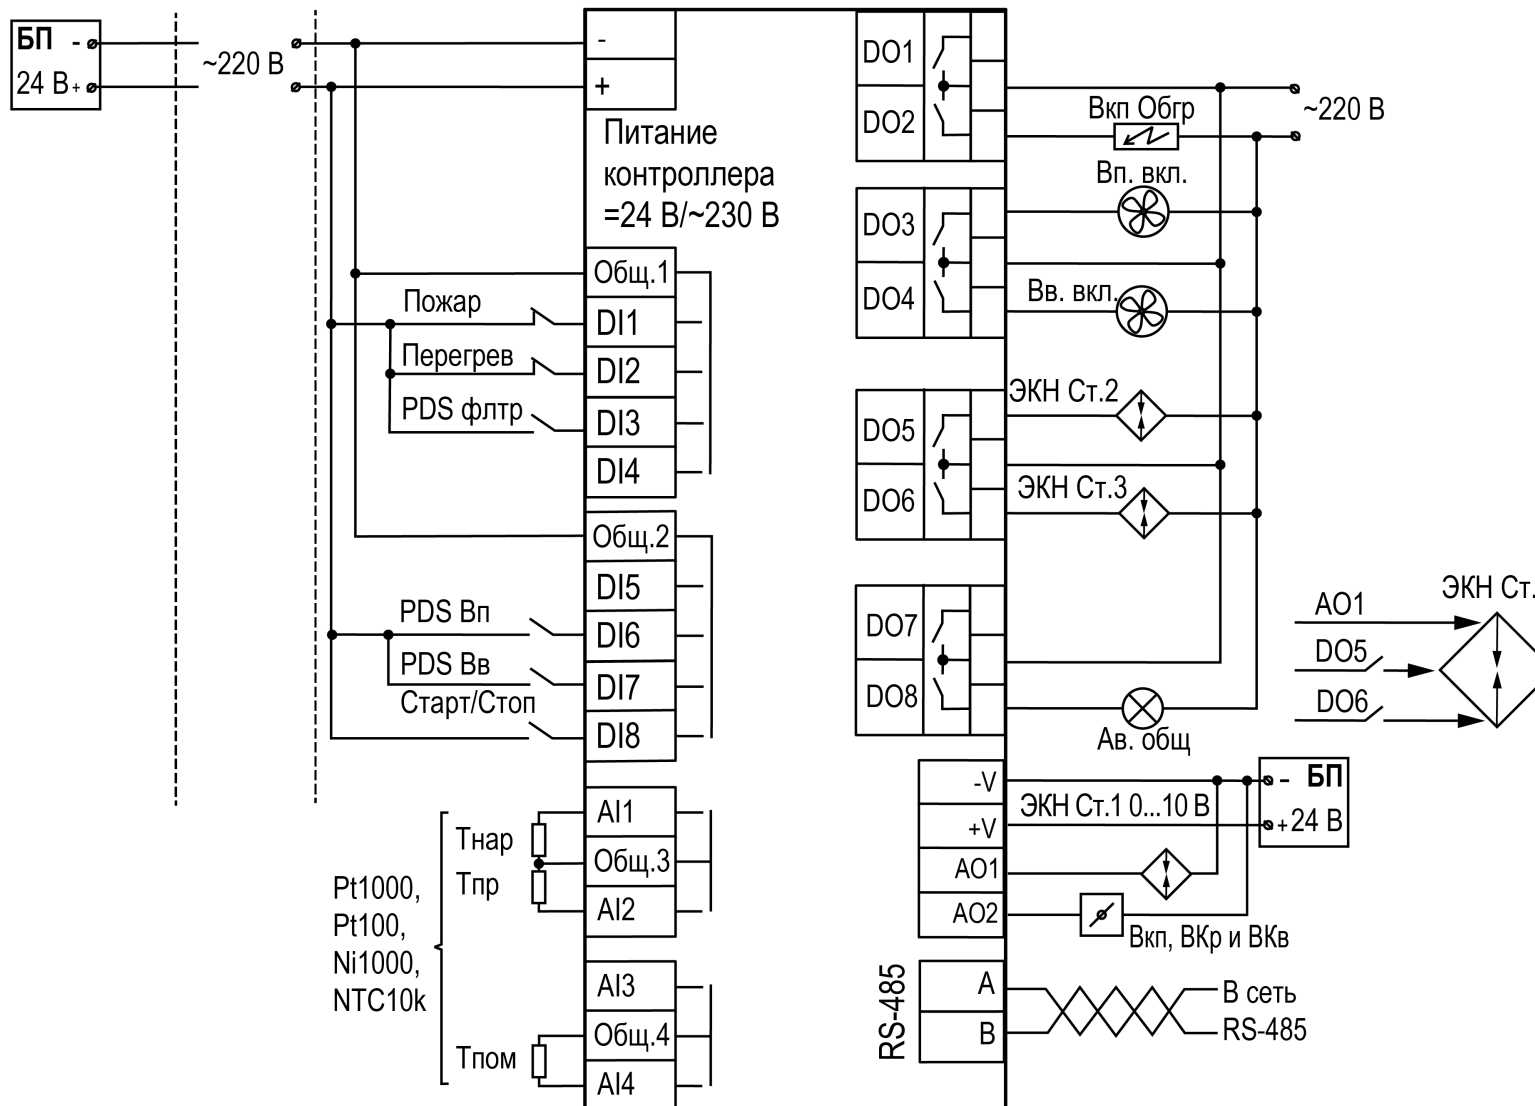 БП -
24 В +
~220 В
-
+
Питание
контроллера
=24 В/~230 В
Общ.1
Пожар
DI1
Перегрев
DI2
PDS флтр
DI3
DI4
Общ.2
DI5
PDS Вп
DI6
PDS Вв
DI7
Старт/Стоп
DI8
AI1
Тнар
Общ.3
Тпр
AI2
Pt1000,
Pt100,
Ni1000,
NTC10k
AI3
Общ.4
Тпом
AI4
DO1
DO2
Вкп Обгр
~220 В
Вп. вкл.
DO3
DO4
Вв. вкл.
ЭКН Ст.2
DO5
DO6
ЭКН Ст.3
DO7
DO8
Ав. общ
ЭКН Ст.
AO1
DO5
DO6
-V
- БП
ЭКН Ст.1 0...10 В
+V
+ 24 В
AO1
AO2
Вкп, ВКр и ВКв
RS-485
A
B
В сеть
RS-485